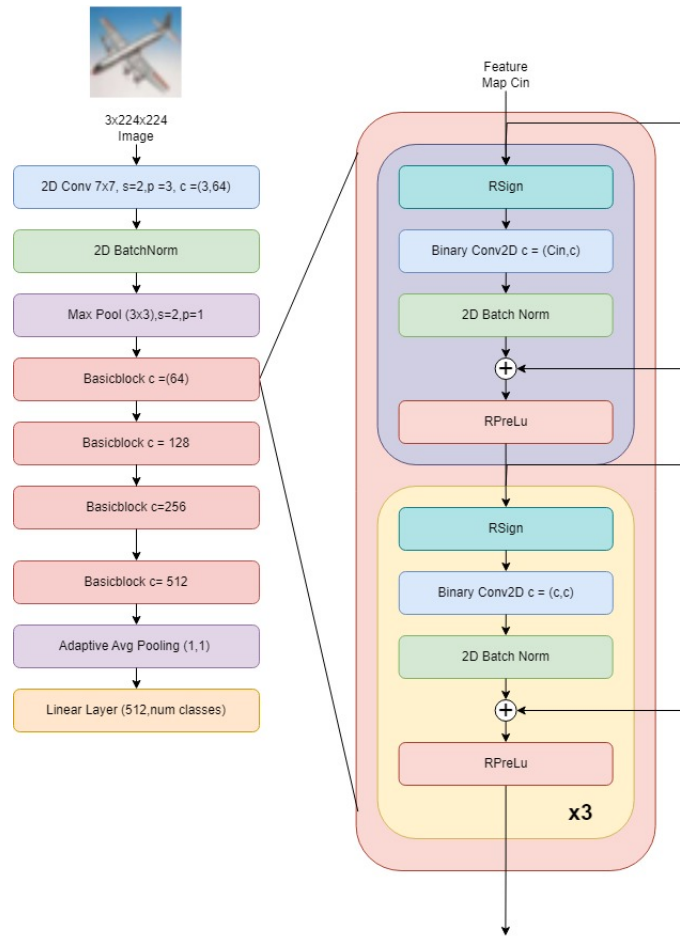 3x224x224
Image
2D Conv 7x7, s=2,p =3, c =(3,64)
2D BatchNorm
Max Pool (3x3),s=2,p=1
Basicblock c =(64)
Basicblock c = 128
Basicblock c=256
Basicblock c= 512
Adaptive Avg Pooling (1,1)
Linear Layer (512,num classes)
Feature
Map Cin
RSign
Binary Conv2D c = (Cin,c)
2D Batch Norm
+
RPreLu
RSign
Binary Conv2D c = (c,c)
2D Batch Norm
+
RPreLu
x3